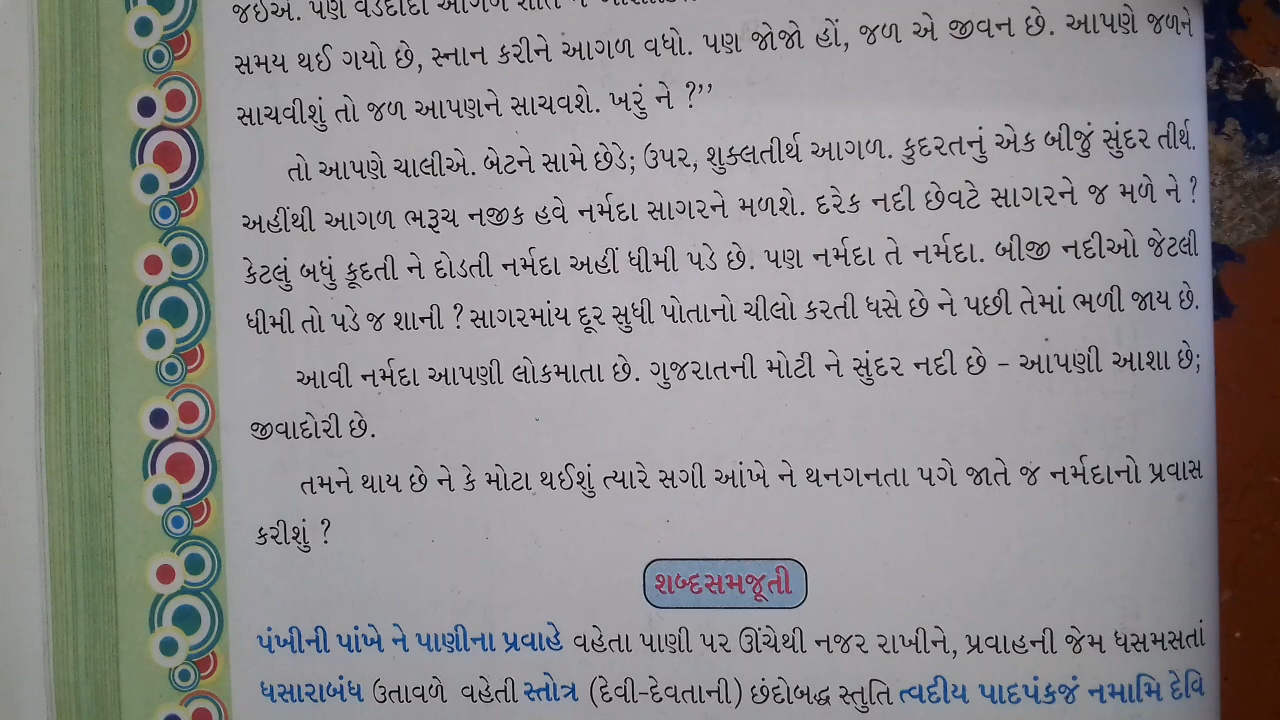 જઈએ. પણ વડદાદા આગળ
સમય થઈ ગયો છે, સ્નાન કરીને આગળ વધો. પણ જોજો હોં, જળ એ જીવન છે. આપણે જળને
સાચવીશું તો જળ આપણને સાચવશે. ખરું ને ?”
તો આપણે ચાલીએ. બેટને સામે છેડે; ઉપર, શુક્લતીર્થ આગળ. કુદરતનું એક બીજું સુંદર તીર્થ.
અહીંથી આગળ ભરૂચ નજીક હવે નર્મદા સાગરને મળશે. દરેક નદી છેવટે સાગરને જ મળે ને ?
કેટલું બધું કૂદતી ને દોડતી નર્મદા અહીં ધીમી પડે છે. પણ નર્મદા તે નર્મદા. બીજી નદીઓ જેટલી
ધીમી તો પડે જ શાની ? સાગરમાંય દૂર સુધી પોતાનો ચીલો કરતી ધસે છે ને પછી તેમાં ભળી જાય છે.
આવી નર્મદા આપણી લોકમાતા છે. ગુજરાતની મોટી ને સુંદર નદી છે – આપણી આશા છે;
જીવાદોરી છે.
તમને થાય છે ને કે મોટા થઈશું ત્યારે સગી આંખે ને થનગનતા પગે જાતે જ નર્મદાનો પ્રવાસ
કરીશું ?
શબ્દસમજૂતી
પંખીની પાંખે ને પાણીના પ્રવાહે વહેતા પાણી પર ઊંચેથી નજર રાખીને, પ્રવાહની જેમ ધસમસતાં
ધસારાબંધ ઉતાવળે વહેતી સ્તોત્ર (દેવી-દેવતાની) છંદોબદ્ધ સ્તુતિ ત્વદીય પાદપંકજં નમામિ દેવિ